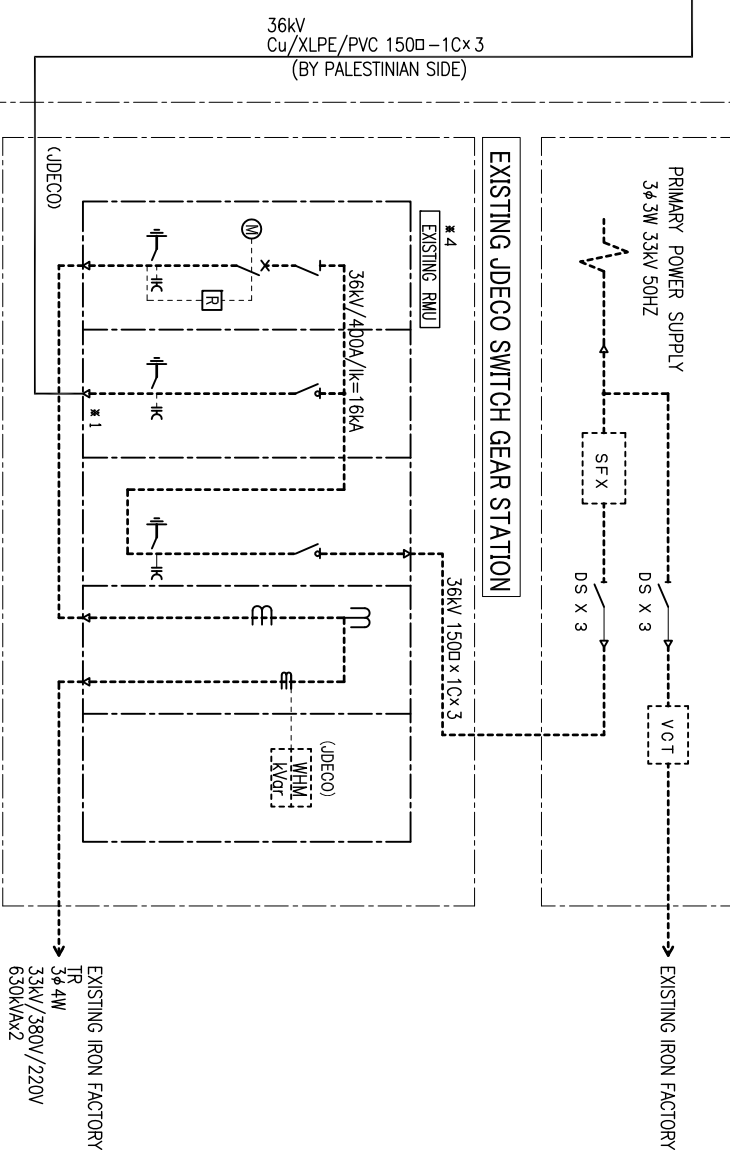 36kV
Cu/XLPE/PVC 150□-1C×3
(BY PALESTINIAN SIDE)
PRIMARY POWER SUPPLY
3φ3W 33kV 50HZ
SFX
DS X 3
DS X 3
VCT
EXISTING IRON FACTORY
EXISTING JDECO SWITCH GEAR STATION
※4
EXISTING RMU
(JDECO)
M
R
36kV/400A/Ik=16kA
※1
36kV 150□×1C×3
(JDECO)
WHM
kVar
EXISTING IRON FACTORY
TR
3φ4W
33kV/380V/220V
630kVAx2